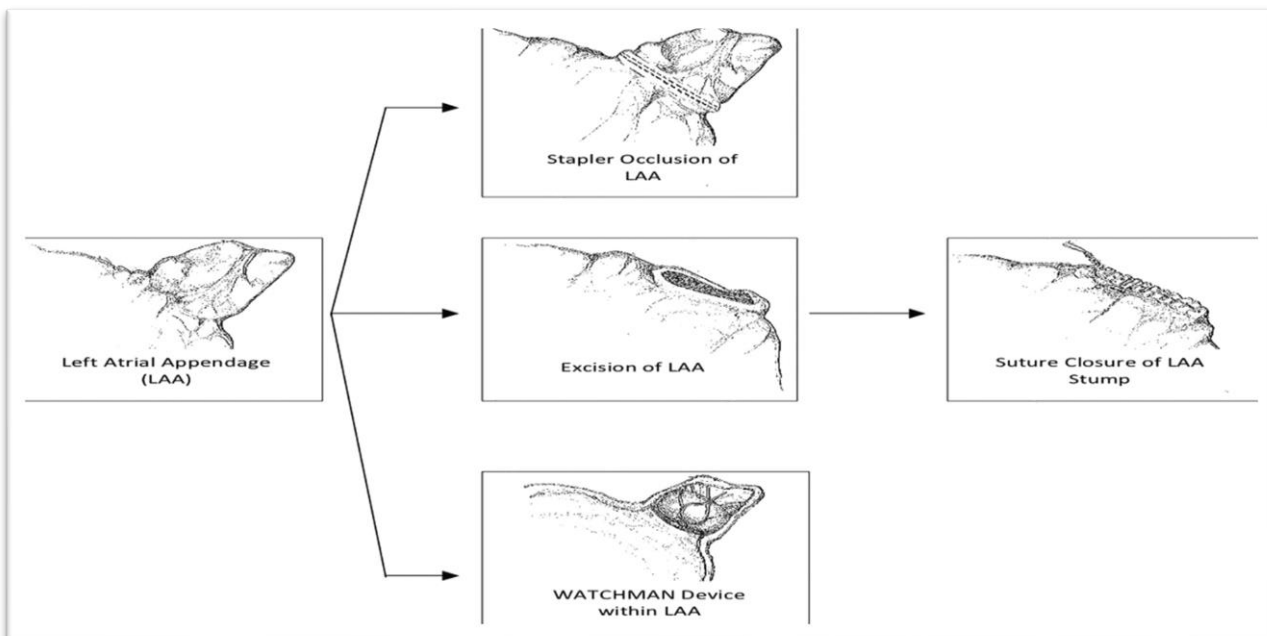 Stapler Occlusion of
LAA
Left Atrial Appendage
(LAA)
Excision of LAA
Suture Closure of LAA
Stump
WATCHMAN Device
within LAA